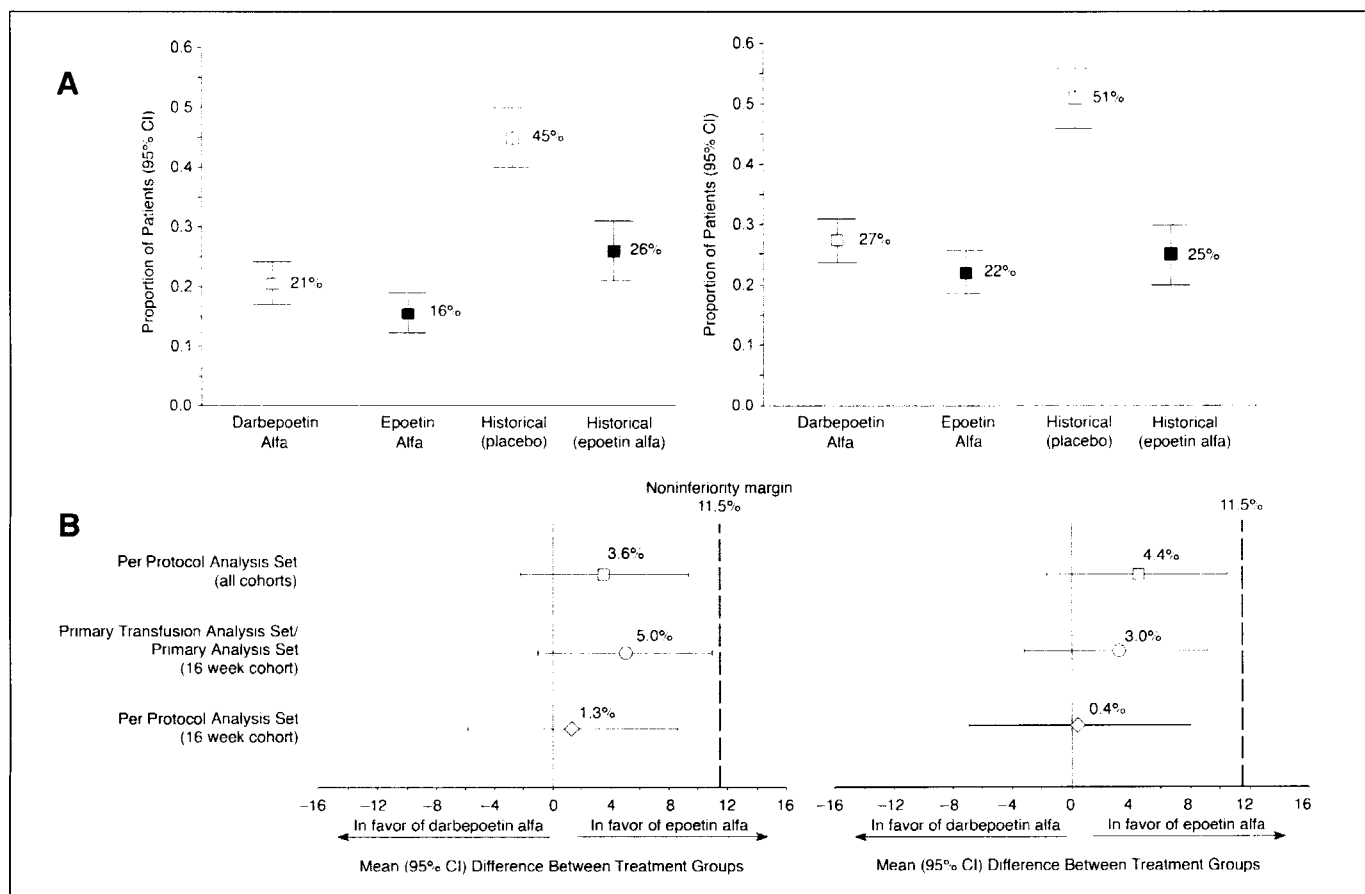 A
Proportion of Patients (95% CI)
0.6
0.5
0.4
0.3
0.2
0.1
0.0
21%
16%
45%
26%
Darbepoetin
Alfa
Epoetin
Alfa
Historical
(placebo)
Historical
(epoetin alfa)
Proportion of Patients (95% CI)
0.6
0.5
0.4
0.3
0.2
0.1
0.0
27%
22%
51%
25%
Darbepoetin
Alfa
Epoetin
Alfa
Historical
(placebo)
Historical
(epoetin alfa)
B
Noninferiority margin
11.5%
11.5%
Per Protocol Analysis Set
(all cohorts)
3.6%
4.4%
Primary Transfusion Analysis Set/
Primary Analysis Set
(16 week cohort)
5.0%
3.0%
Per Protocol Analysis Set
(16 week cohort)
1.3%
0.4%
−16 −12 −8 −4 0 4 8 12 16
In favor of darbepoetin alfa In favor of epoetin alfa
Mean (95% CI) Difference Between Treatment Groups
−16 −12 −8 −4 0 4 8 12 16
In favor of darbepoetin alfa In favor of epoetin alfa
Mean (95% CI) Difference Between Treatment Groups